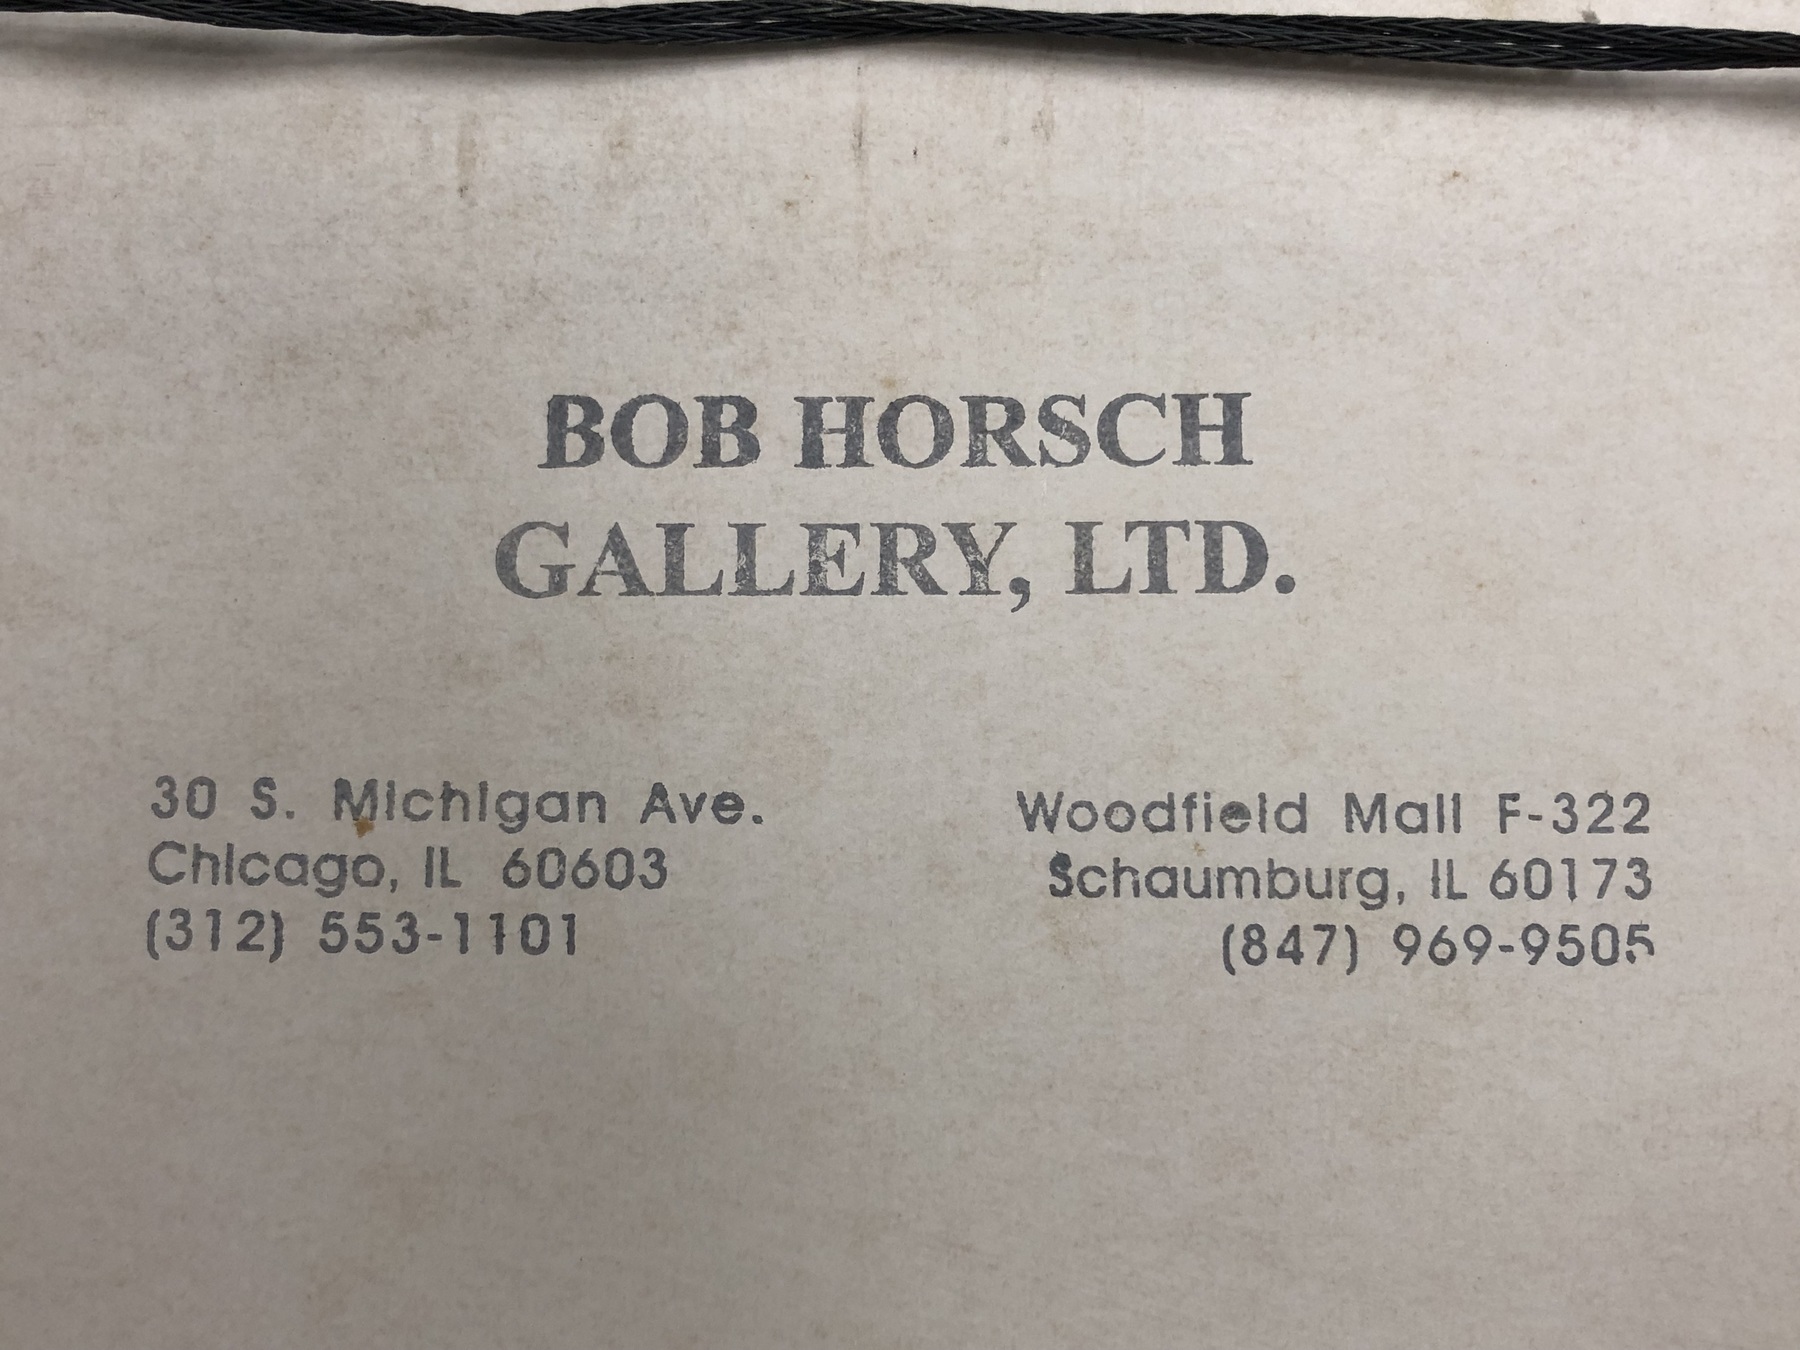 BOB HORSCH
GALLERY, LTD.
30 S. Michigan Ave.
Chicago, IL 60603
(312) 553-1101
Woodfield Mall F-322
Schaumburg, IL 60173
(847) 969-9505